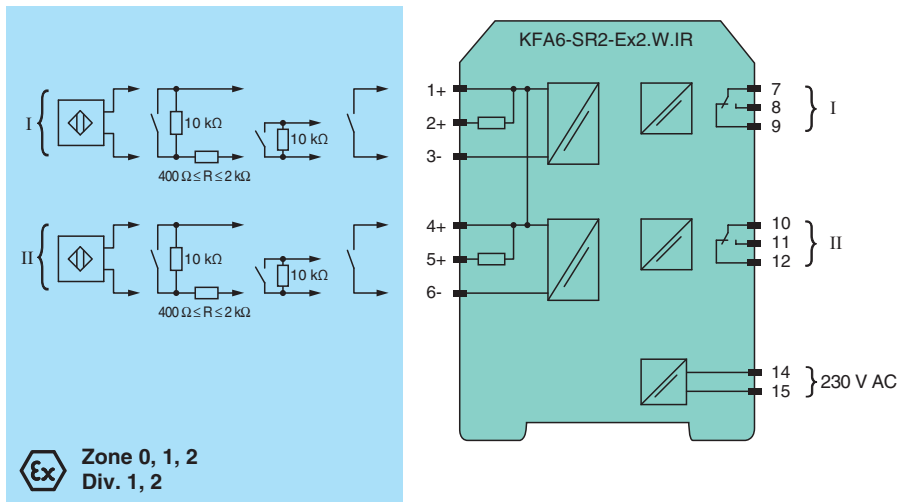 KFA6-SR2-Ex2.W.IR
I
10 kΩ
10 kΩ
400 Ω ≤ R ≤ 2 kΩ
1+
2+
3-
7
8
9
I
II
10 kΩ
10 kΩ
400 Ω ≤ R ≤ 2 kΩ
4+
5+
6-
10
11
12
II
14
15
230 V AC
Ex
Zone 0, 1, 2
Div. 1, 2